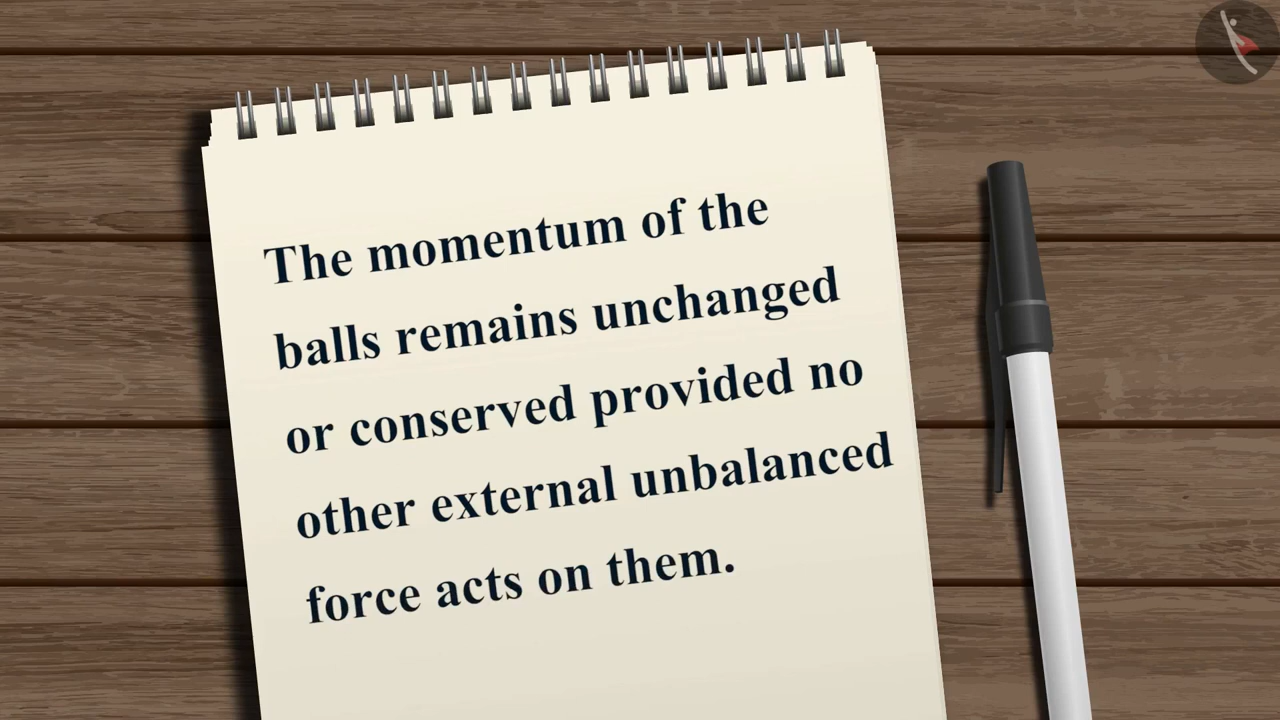 The momentum of the
balls remains unchanged
or conserved provided no
other external unbalanced
force acts on them.